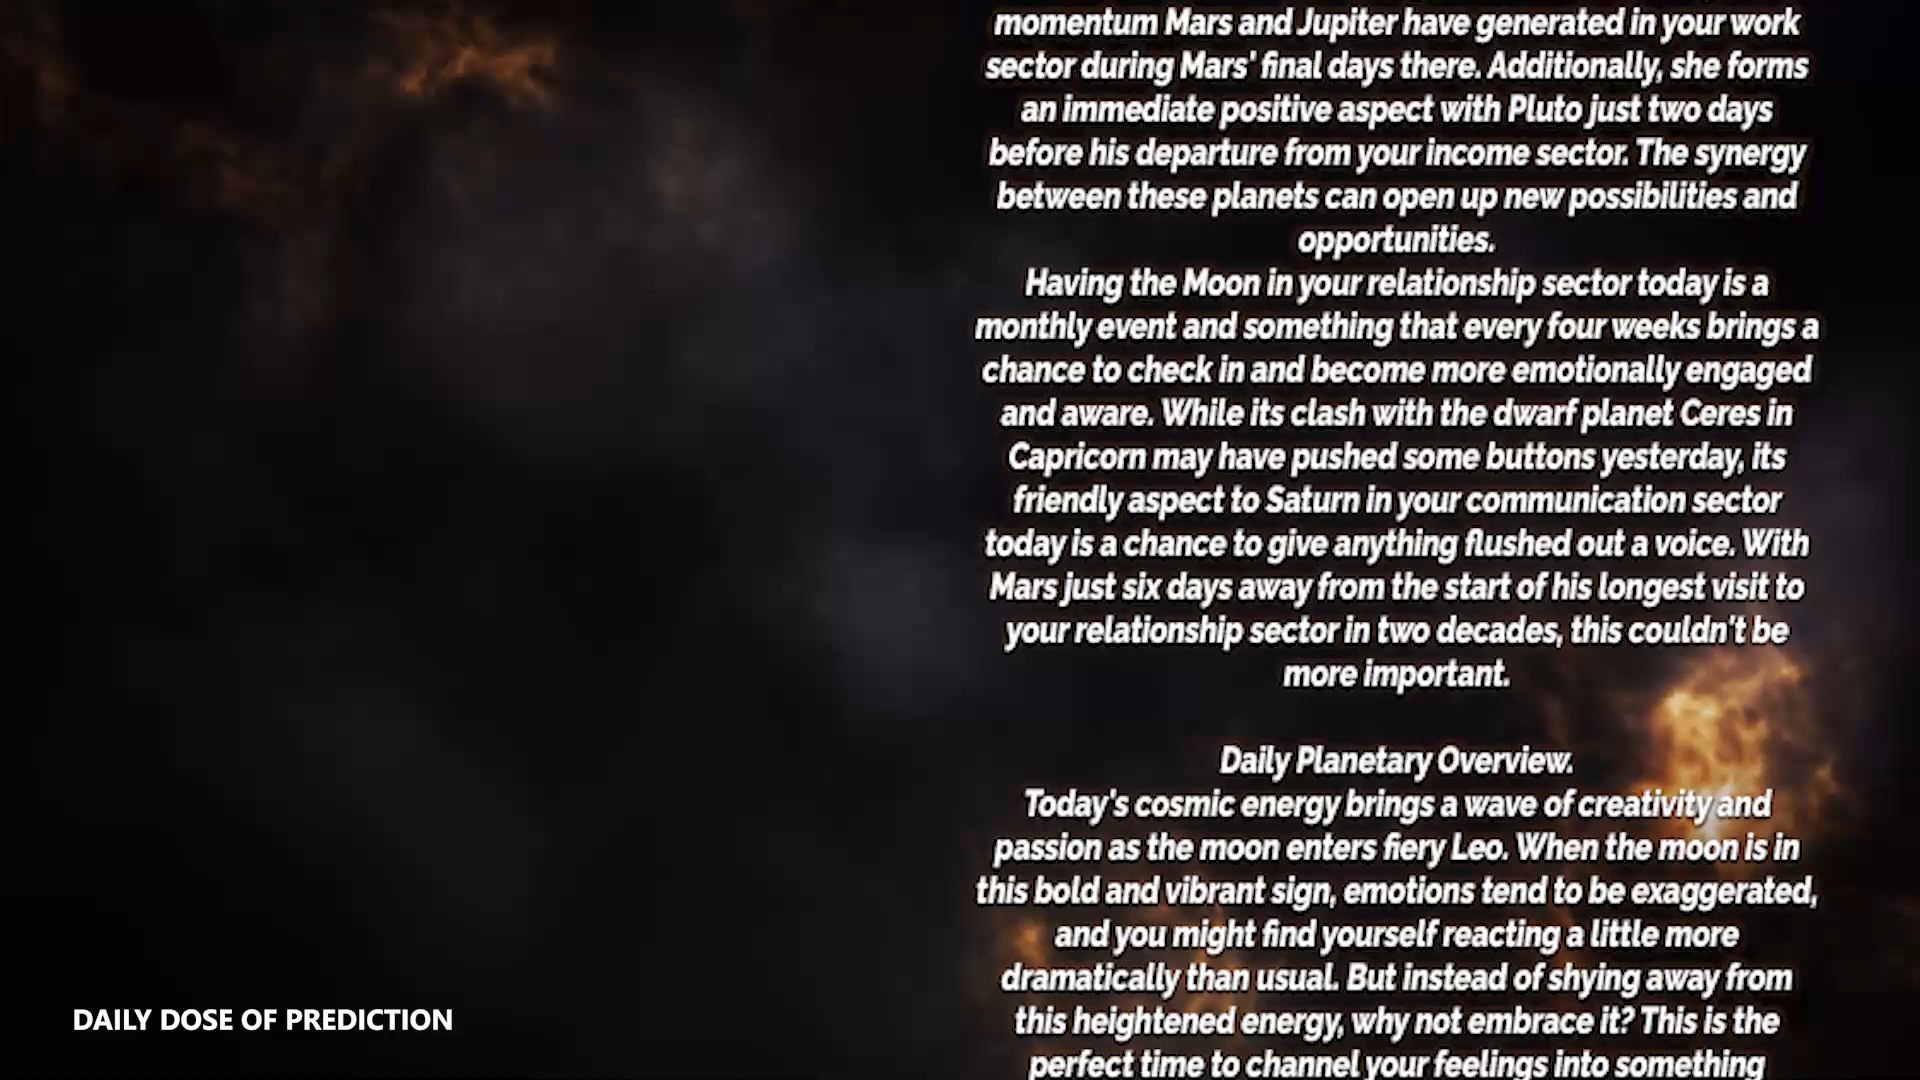 momentum Mars and Jupiter have generated in your work
sector during Mars' final days there. Additionally, she forms
an immediate positive aspect with Pluto just two days
before his departure from your income sector. The synergy
between these planets can open up new possibilities and
opportunities.
Having the Moon in your relationship sector today is a
monthly event and something that every four weeks brings a
chance to check in and become more emotionally engaged
and aware. While its clash with the dwarf planet Ceres in
Capricorn may have pushed some buttons yesterday, its
friendly aspect to Saturn in your communication sector
today is a chance to give anything flushed out a voice. With
Mars just six days away from the start of his longest visit to
your relationship sector in two decades, this couldn't be
more important.
Daily Planetary Overview.
Today's cosmic energy brings a wave of creativity and
passion as the moon enters fiery Leo. When the moon is in
this bold and vibrant sign, emotions tend to be exaggerated,
and you might find yourself reacting a little more
dramatically than usual. But instead of shying away from
this heightened energy, why not embrace it? This is the
perfect time to channel your feelings into something
DAILY DOSE OF PREDICTION